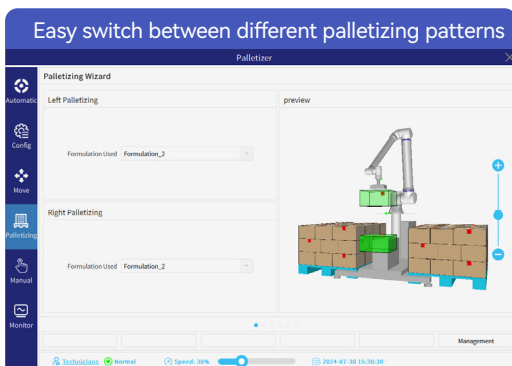 Easy switch between different palletizing patterns
Palletizer
Palletizing Wizard
Automatic
Left Palletizing
preview
Config
Formulation Used Formulation_2
Move
Palletizing
Right Palletizing
Manual
Formulation Used Formulation_2
Monitor
Management
Technicians Normal Speed: 30% 2024-07-30 15:30:30